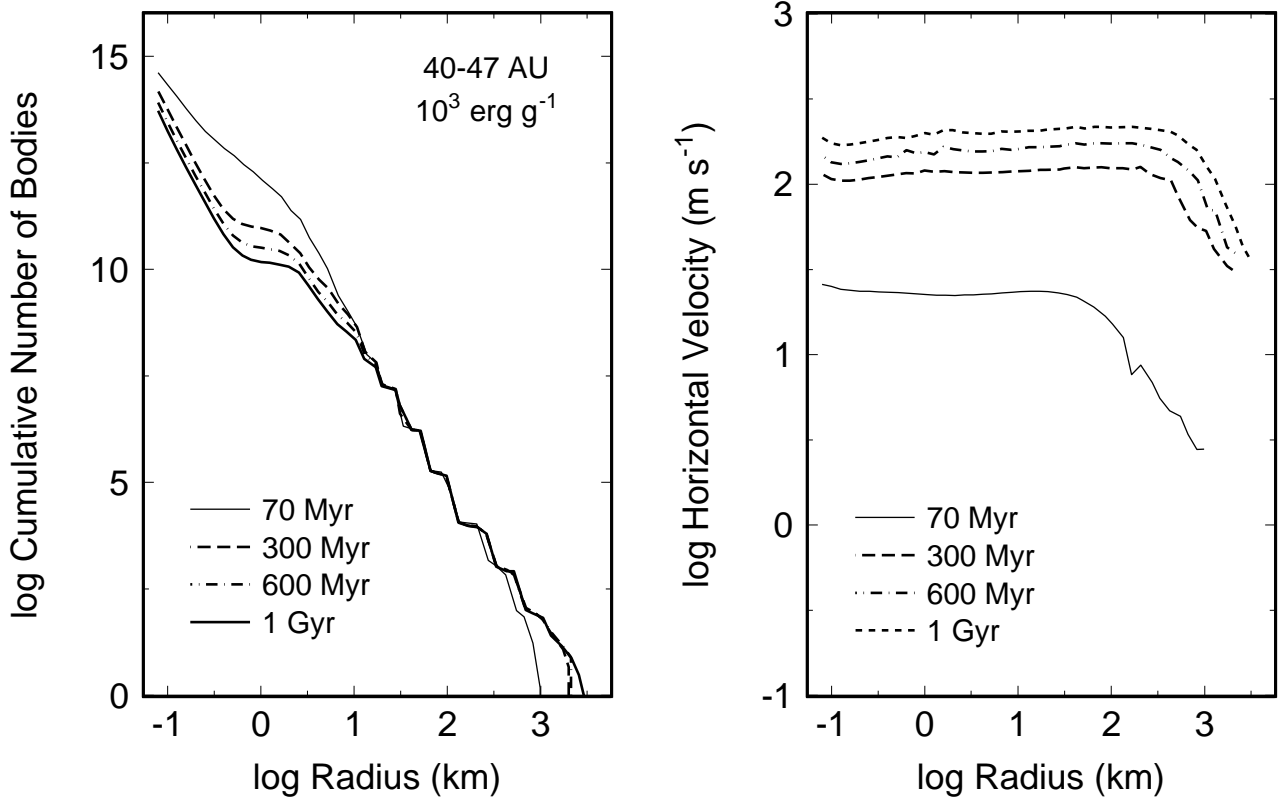 log Cumulative Number of Bodies
15
10
5
0
40-47 AU
10³ erg g⁻¹
70 Myr
300 Myr
600 Myr
1 Gyr
-1 0 1 2 3
log Radius (km)
log Horizontal Velocity (m s⁻¹)
3
2
1
0
-1
70 Myr
300 Myr
600 Myr
1 Gyr
-1 0 1 2 3
log Radius (km)